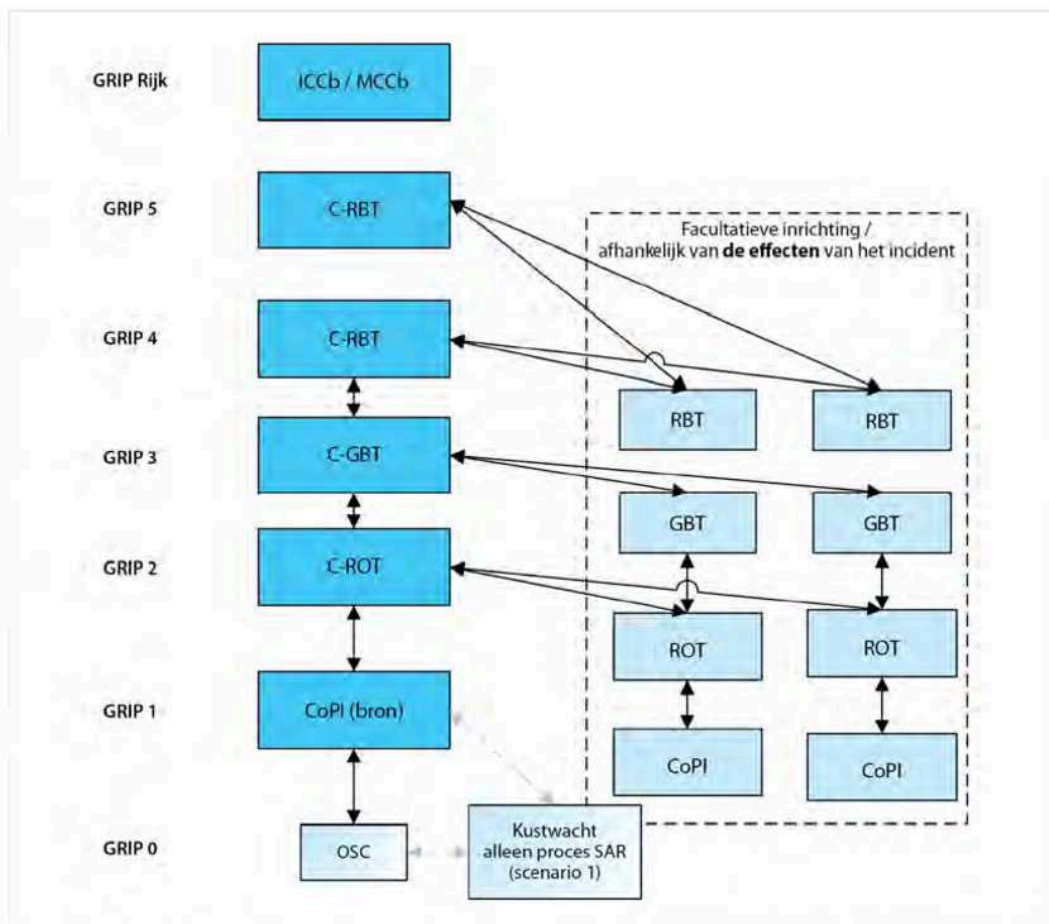 GRIP Rijk
ICCb / MCCb
GRIP 5
C-RBT
Facultatieve inrichting /
afhankelijk van de effecten van het incident
GRIP 4
C-RBT
RBT
RBT
GRIP 3
C-GBT
GBT
GBT
GRIP 2
C-ROT
ROT
ROT
GRIP 1
CoPI (bron)
CoPI
CoPI
GRIP 0
OSC
Kustwacht
alleen proces SAR
(scenario 1)